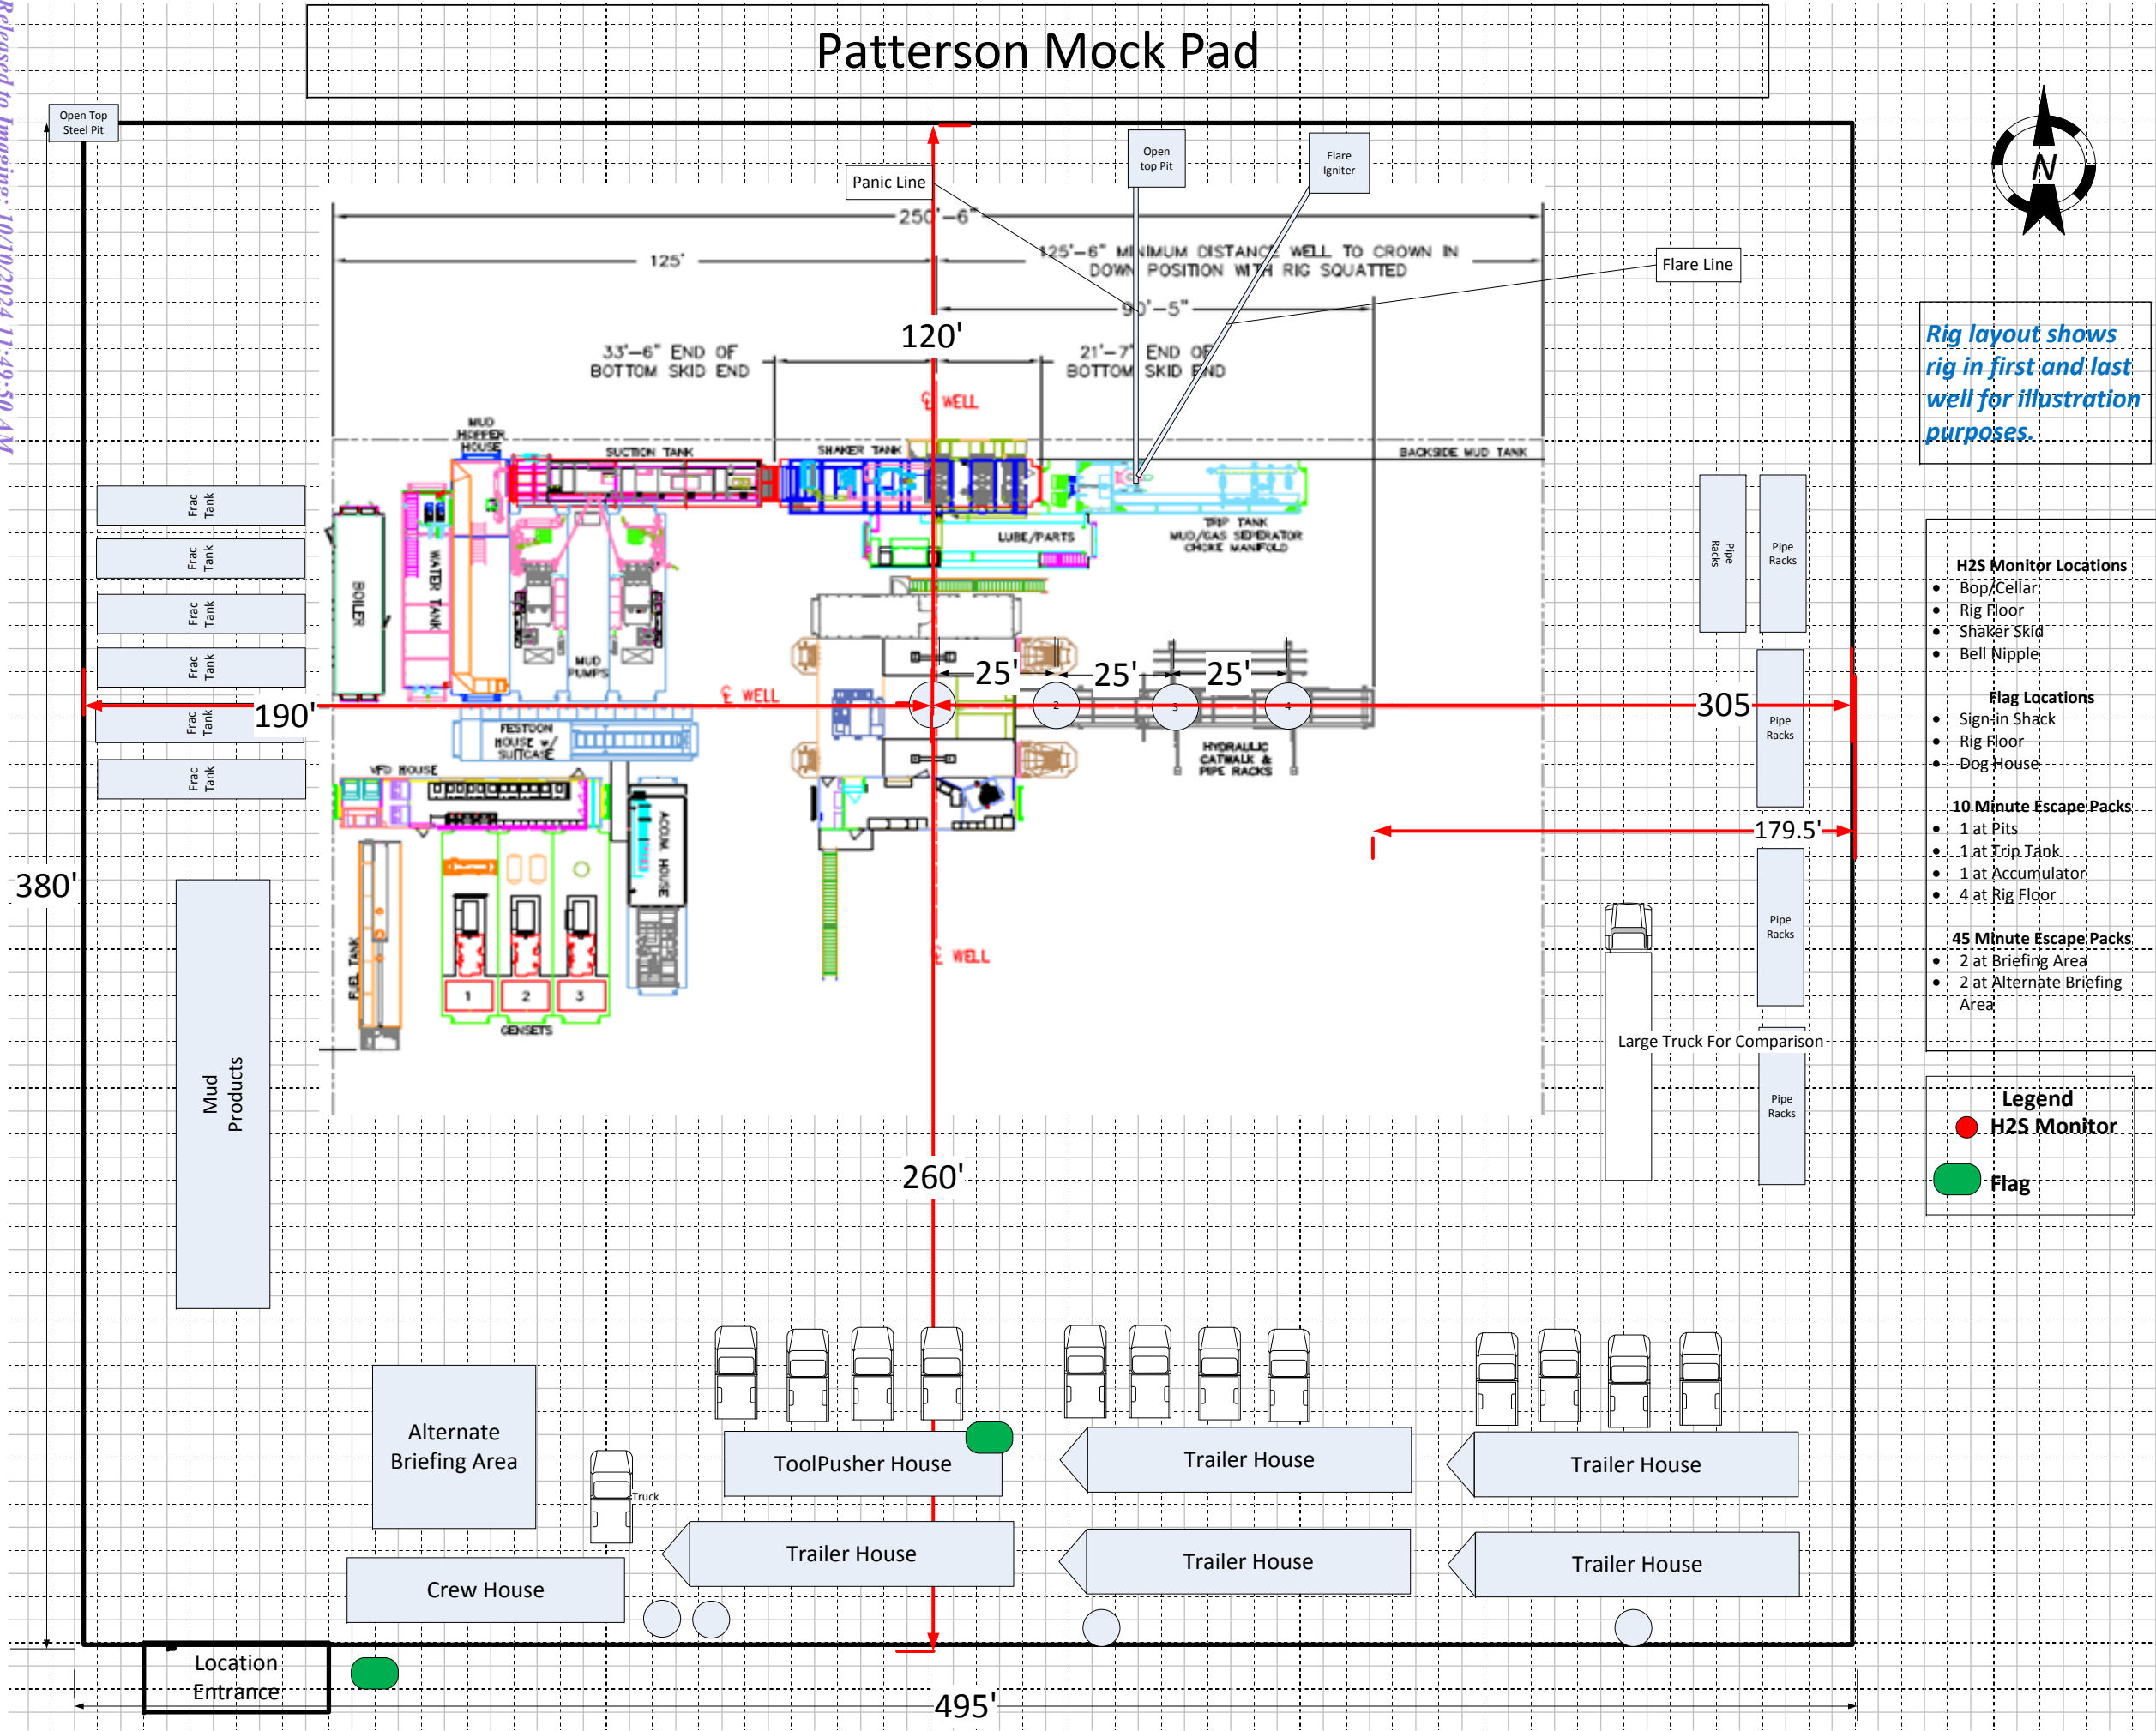 Released to Imaging: 10/10/2024 11:49:50 AM
Patterson Mock Pad
Open Top
Steel Pit
Panic Line
Open
top Pit
Flare
Igniter
N
250'-6"
125'
125'-6" MINIMUM DISTANCE WELL TO CROWN IN
DOWN POSITION WITH RIG SQUATTED
Flare Line
90'-5"
120'
33'-6" END OF
BOTTOM SKID END
21'-7" END OF
BOTTOM SKID END
Rig layout shows
rig in first and last
well for illustration
purposes.
℄ WELL
MUD
HOPPER
HOUSE
SUCTION TANK
SHAKER TANK
BACKSIDE MUD TANK
Frac
Tank
Frac
Tank
Frac
Tank
Frac
Tank
Frac
Tank
Frac
Tank
BOILER
WATER TANK
MUD
PUMPS
LUBE/PARTS
TRIP TANK
MUD/GAS SEPERATOR
CHOKE MANIFOLD
Pipe
Racks
Pipe
Racks
Pipe
Racks
Pipe
Racks
Pipe
Racks
25'
25'
25'
2
3
4
℄ WELL
190'
305
FESTOON
HOUSE w/
SUITCASE
HYDRAULIC
CATWALK &
PIPE RACKS
VFD HOUSE
ACCUM. HOUSE
179.5'
380'
FUEL TANK
1
2
3
GENSETS
℄ WELL
Mud
Products
Large Truck For Comparison
260'
H2S Monitor Locations
• Bop/Cellar
• Rig Floor
• Shaker Skid
• Bell Nipple
Flag Locations
• Sign in Shack
• Rig Floor
• Dog House
10 Minute Escape Packs
• 1 at Pits
• 1 at Trip Tank
• 1 at Accumulator
• 4 at Rig Floor
45 Minute Escape Packs
• 2 at Briefing Area
• 2 at Alternate Briefing
Area
Legend
H2S Monitor
Flag
Alternate
Briefing Area
Truck
ToolPusher House
Trailer House
Trailer House
Crew House
Trailer House
Trailer House
Trailer House
Location
Entrance
495'